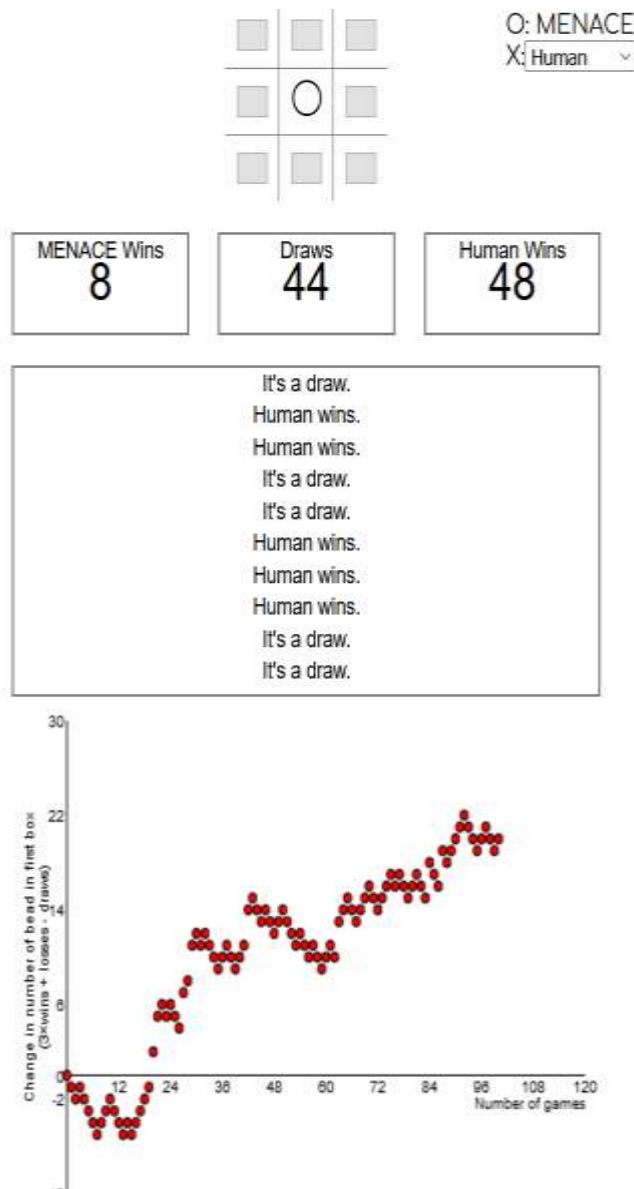 O: MENACE
X: Human
O
MENACE Wins
8
Draws
44
Human Wins
48
It's a draw.
Human wins.
Human wins.
It's a draw.
It's a draw.
Human wins.
Human wins.
Human wins.
It's a draw.
It's a draw.
Change in number of bead in first box
(3×wins + losses - draws)
30
22
14
6
0
-2
12 24 36 48 60 72 84 96 108 120
Number of games